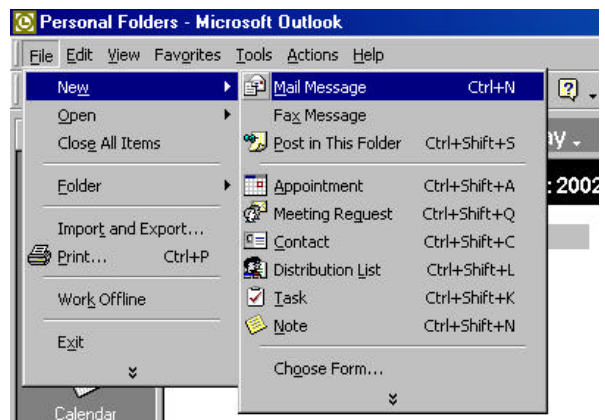 Personal Folders - Microsoft Outlook
File Edit View Favorites Tools Actions Help
New
Open
Close All Items
Folder
Import and Export...
Print... Ctrl+P
Work Offline
Exit
Mail Message Ctrl+N
Fax Message
Post in This Folder Ctrl+Shift+S
Appointment Ctrl+Shift+A
Meeting Request Ctrl+Shift+Q
Contact Ctrl+Shift+C
Distribution List Ctrl+Shift+L
Task Ctrl+Shift+K
Note Ctrl+Shift+N
Choose Form...
ay
: 2002
Calendar